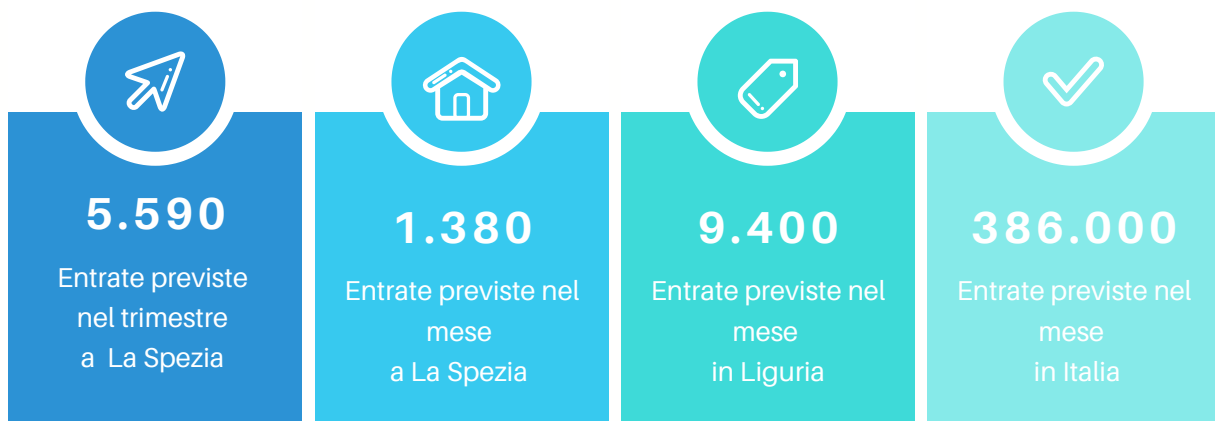 5.590
Entrate previste
nel trimestre
a La Spezia
1.380
Entrate previste nel
mese
a La Spezia
9.400
Entrate previste nel
mese
in Liguria
386.000
Entrate previste nel
mese
in Italia